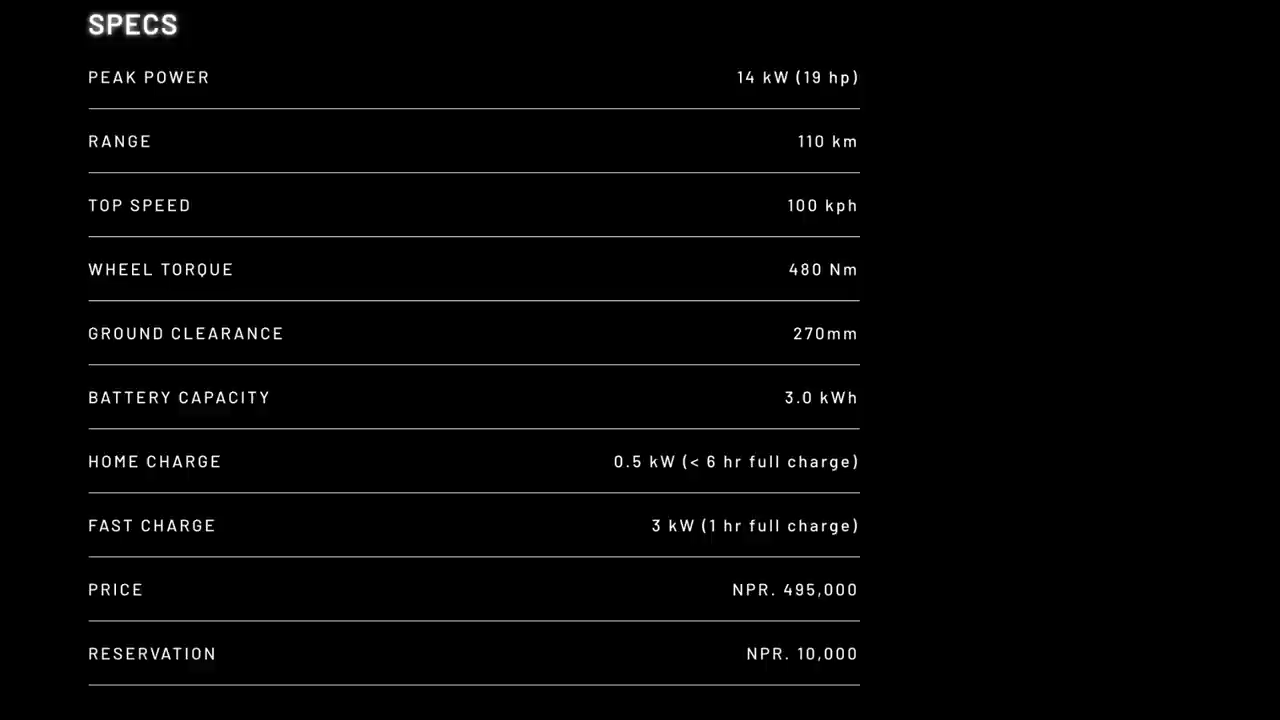 SPECS
PEAK POWER 14 kW (19 hp)
RANGE 110 km
TOP SPEED 100 kph
WHEEL TORQUE 480 Nm
GROUND CLEARANCE 270mm
BATTERY CAPACITY 3.0 kWh
HOME CHARGE 0.5 kW (< 6 hr full charge)
FAST CHARGE 3 kW (1 hr full charge)
PRICE NPR. 495,000
RESERVATION NPR. 10,000